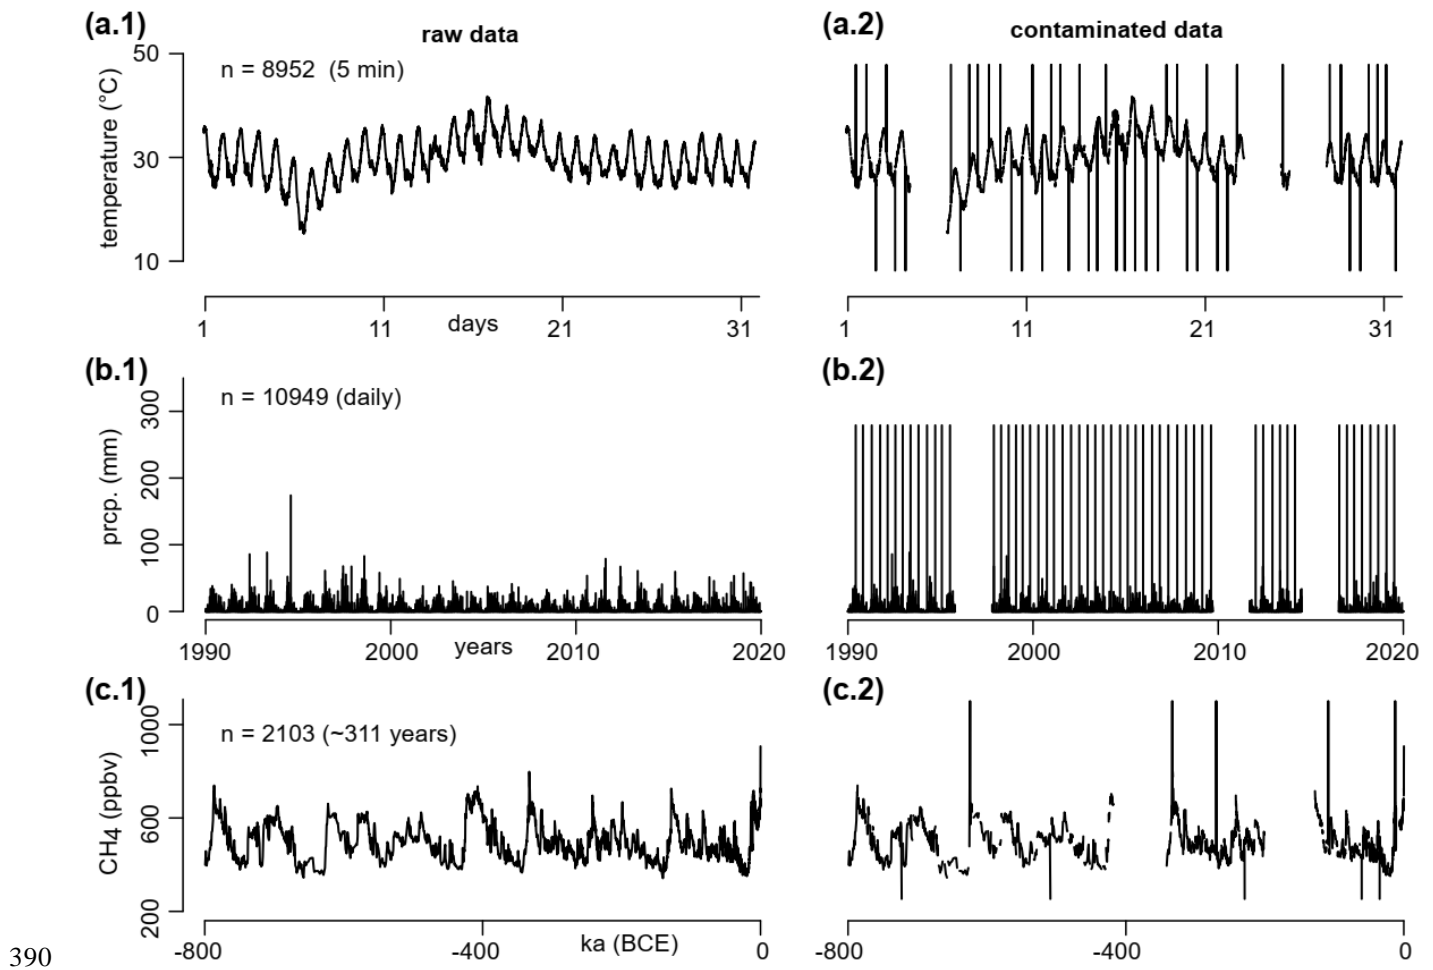 (a.1)
raw data
(a.2)
contaminated data
50
30
10
temperature (°C)
n = 8952 (5 min)
1
11
days
21
31
1
11
21
31
(b.1)
(b.2)
300
200
100
0
prcp. (mm)
n = 10949 (daily)
1990
2000
years
2010
2020
1990
2000
2010
2020
(c.1)
(c.2)
1000
600
200
CH4 (ppbv)
n = 2103 (~311 years)
-800
-400
ka (BCE)
0
-800
-400
0
390